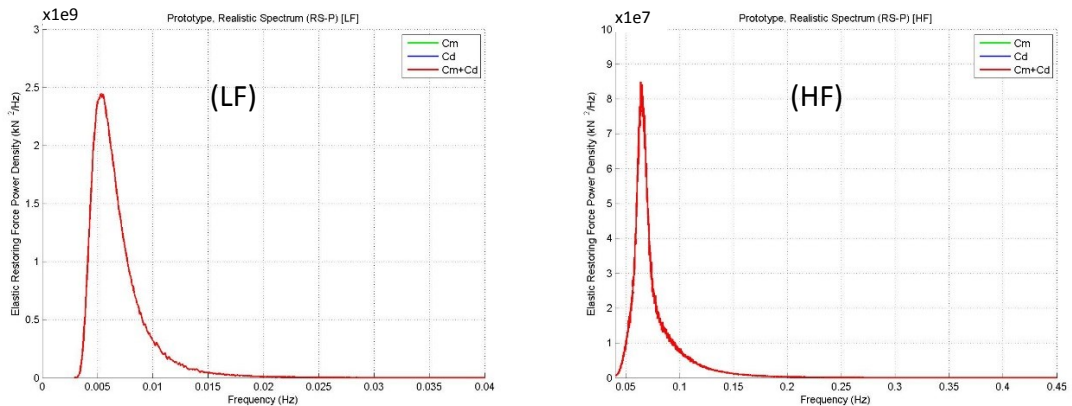 x1e9
Prototype, Realistic Spectrum (RS-P) [LF]
3
2.5
2
1.5
1
0.5
0
Elastic Restoring Force Power Density (kN ^2/Hz)
Cm
Cd
Cm+Cd
(LF)
0 0.005 0.01 0.015 0.02 0.025 0.03 0.035 0.04
Frequency (Hz)
x1e7
Prototype, Realistic Spectrum (RS-P) [HF]
10
9
8
7
6
5
4
3
2
1
0
Elastic Restoring Force Power Density (kN ^2/Hz)
Cm
Cd
Cm+Cd
(HF)
0.05 0.1 0.15 0.2 0.25 0.3 0.35 0.4 0.45
Frequency (Hz)